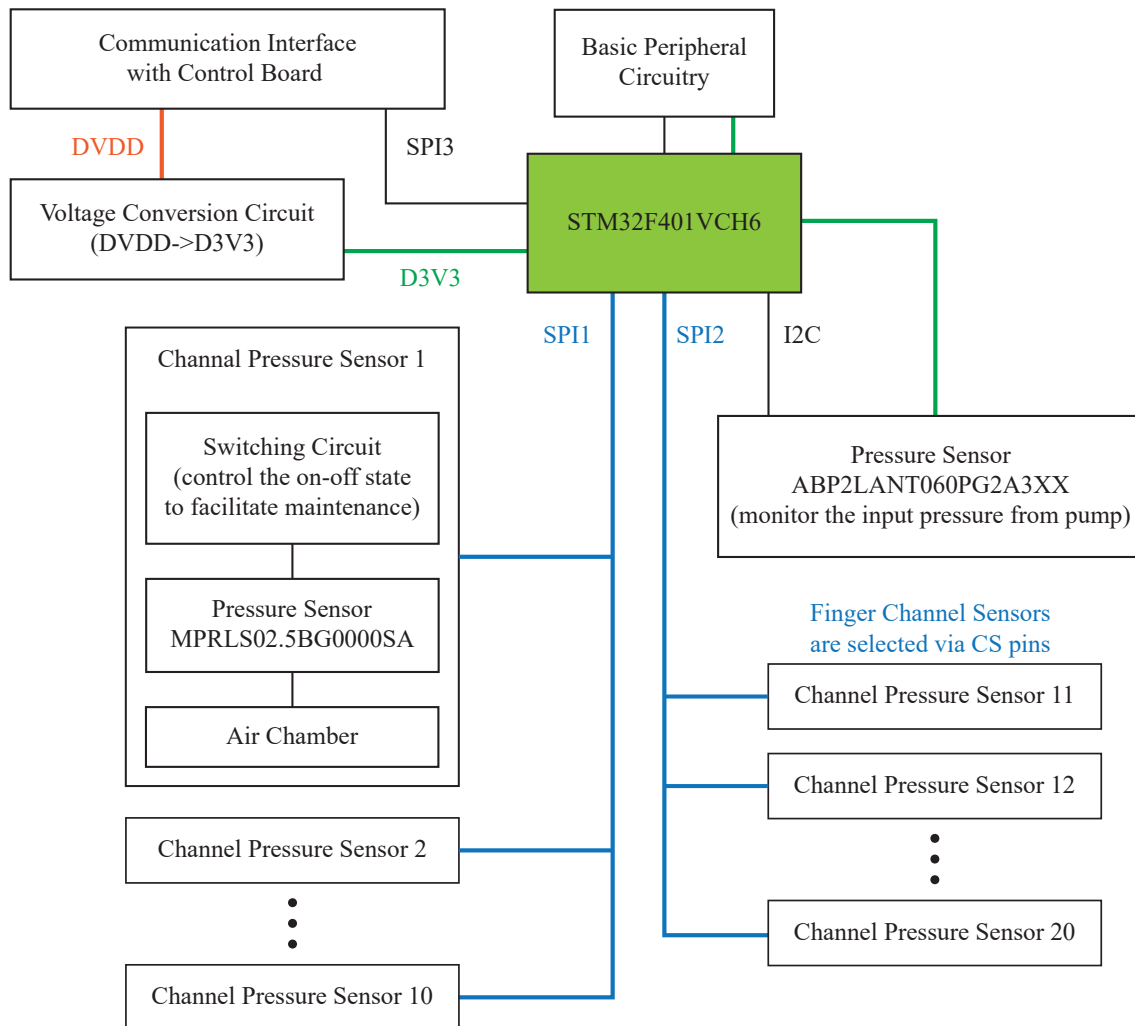 Communication Interface
with Control Board
Basic Peripheral
Circuitry
DVDD
SPI3
Voltage Conversion Circuit
(DVDD->D3V3)
STM32F401VCH6
D3V3
SPI1
SPI2
I2C
Channal Pressure Sensor 1
Switching Circuit
(control the on-off state
to facilitate maintenance)
Pressure Sensor
MPRLS02.5BG0000SA
Air Chamber
Pressure Sensor
ABP2LANT060PG2A3XX
(monitor the input pressure from pump)
Finger Channel Sensors
are selected via CS pins
Channel Pressure Sensor 11
Channel Pressure Sensor 12
Channel Pressure Sensor 20
Channel Pressure Sensor 2
Channel Pressure Sensor 10